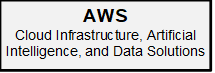 AWS
Cloud Infrastructure, Artificial
Intelligence, and Data Solutions